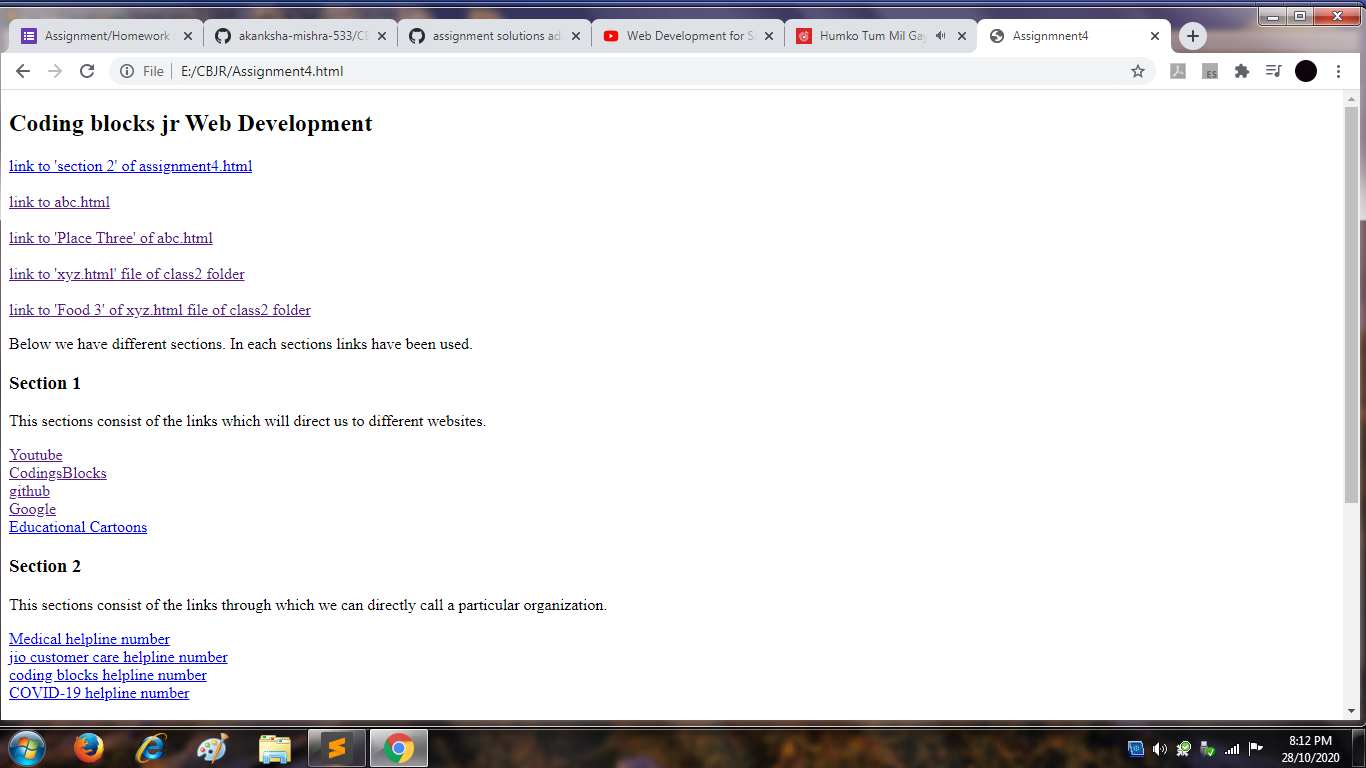 Assignment/Homework
akanksha-mishra-533/CB
assignment solutions ad
Web Development for S
Humko Tum Mil Gay
Assignmnent4
File
E:/CBJR/Assignment4.html
ES
Coding blocks jr Web Development
link to 'section 2' of assignment4.html
link to abc.html
link to 'Place Three' of abc.html
link to 'xyz.html' file of class2 folder
link to 'Food 3' of xyz.html file of class2 folder
Below we have different sections. In each sections links have been used.
Section 1
This sections consist of the links which will direct us to different websites.
Youtube
CodingsBlocks
github
Google
Educational Cartoons
Section 2
This sections consist of the links through which we can directly call a particular organization.
Medical helpline number
jio customer care helpline number
coding blocks helpline number
COVID-19 helpline number
8:12 PM
28/10/2020